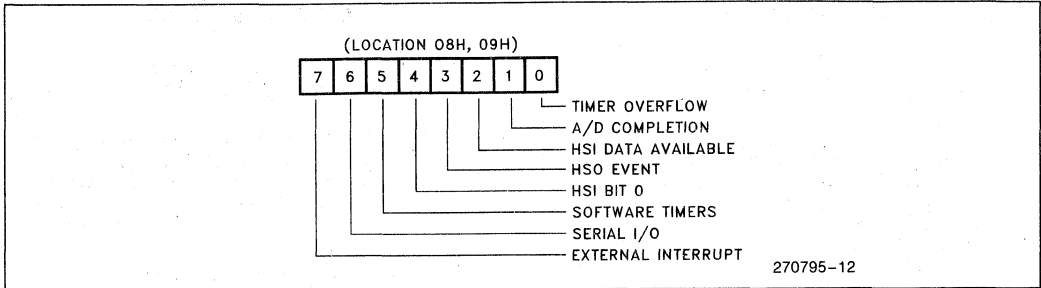 (LOCATION 08H, 09H)
7 6 5 4 3 2 1 0
TIMER OVERFLOW
A/D COMPLETION
HSI DATA AVAILABLE
HSO EVENT
HSI BIT 0
SOFTWARE TIMERS
SERIAL I/O
EXTERNAL INTERRUPT
270795-12